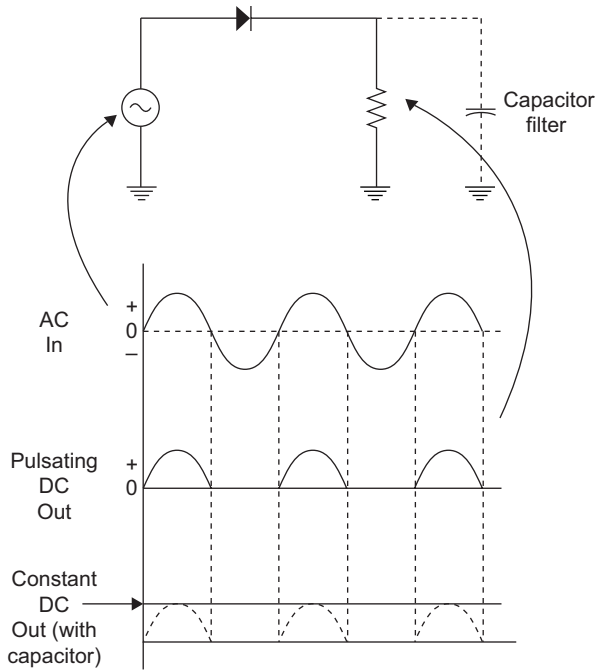 Capacitor
filter
AC
In
+
0
–
Pulsating
DC
Out
+
0
Constant
DC
Out (with
capacitor)